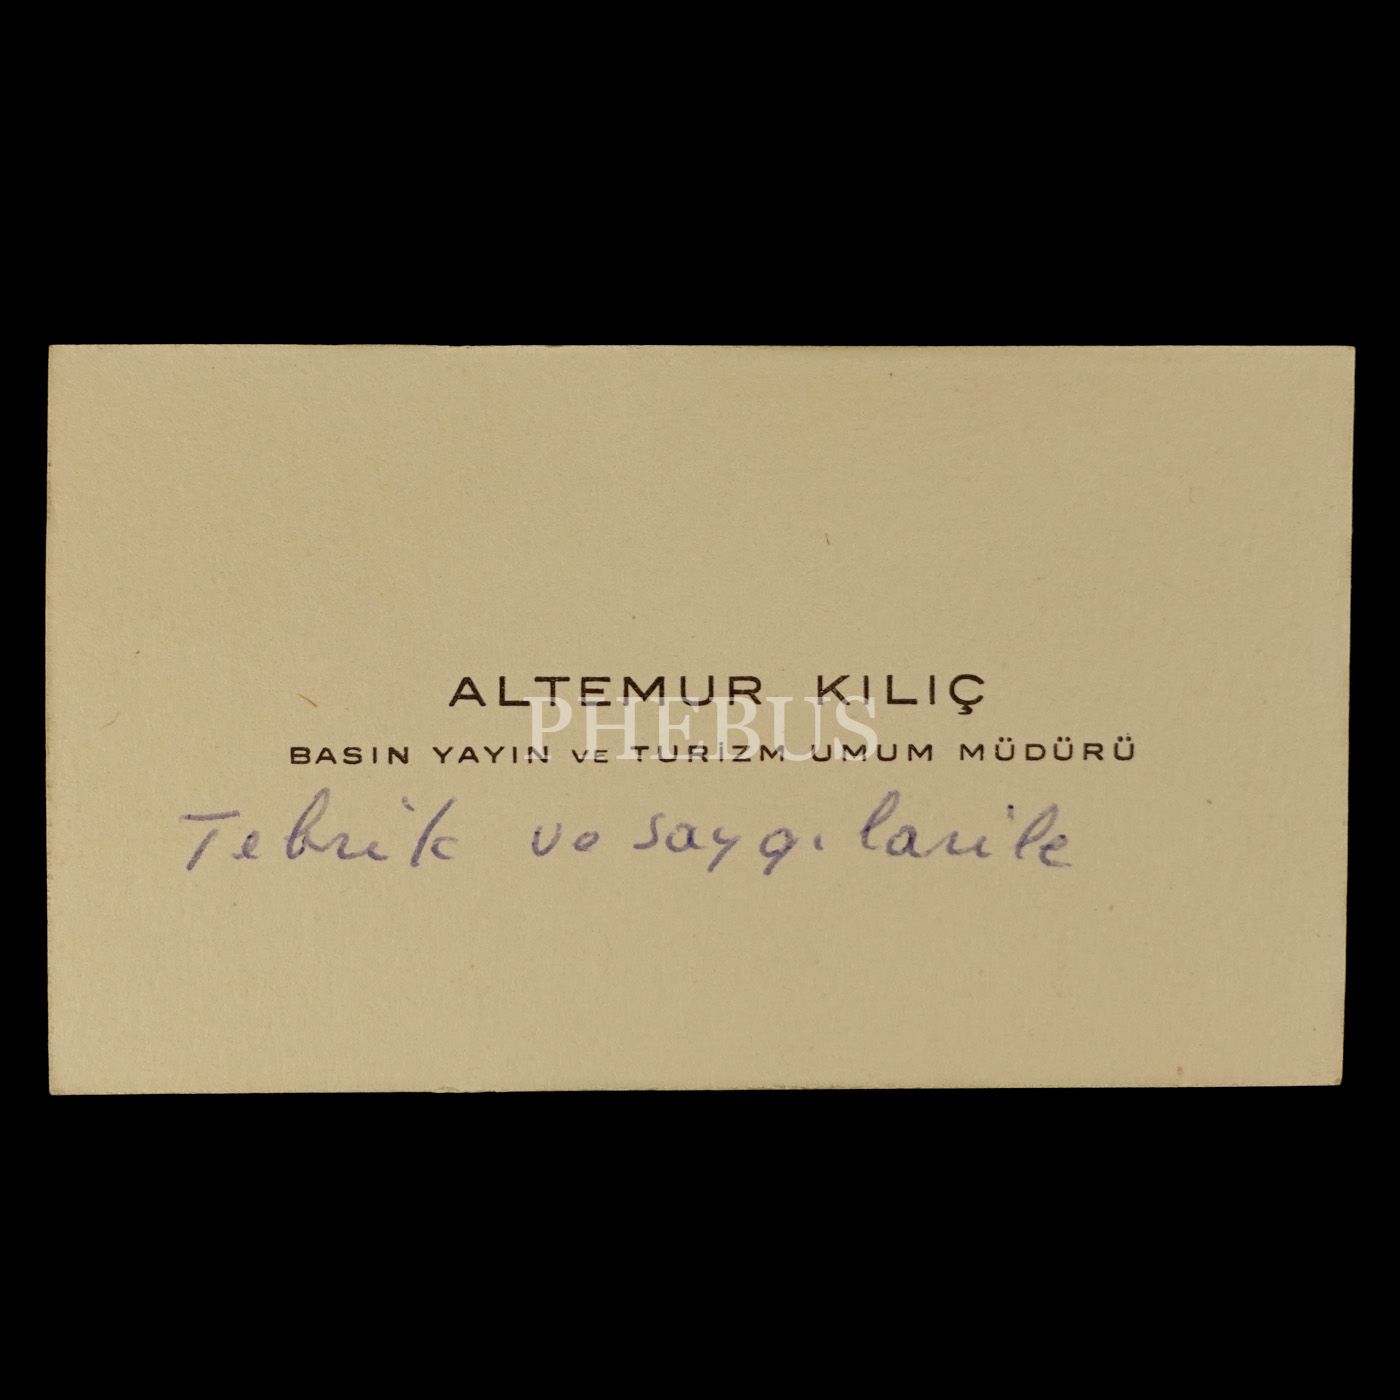 ALTEMUR KILIÇ
PHEBUS
BASIN YAYIN VE TURİZM UMUM MÜDÜRÜ
Tebrik ve saygılarile